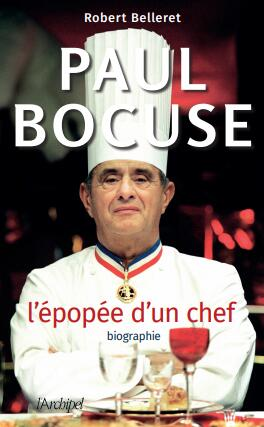 Robert Belleret
PAUL
BOCUSE
l'épopée d'un chef
biographie
l'Archipel